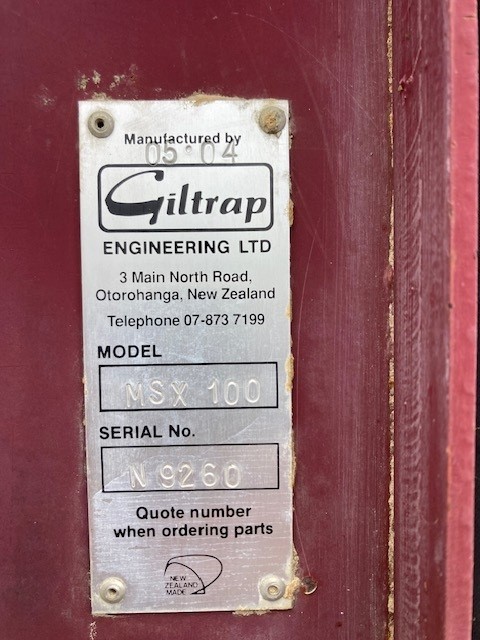 Manufactured by
05·04
Giltrap
ENGINEERING LTD
3 Main North Road,
Otorohanga, New Zealand
Telephone 07-873 7199
MODEL
MSX 100
SERIAL No.
N 9260
Quote number
when ordering parts
NEW
ZEALAND
MADE